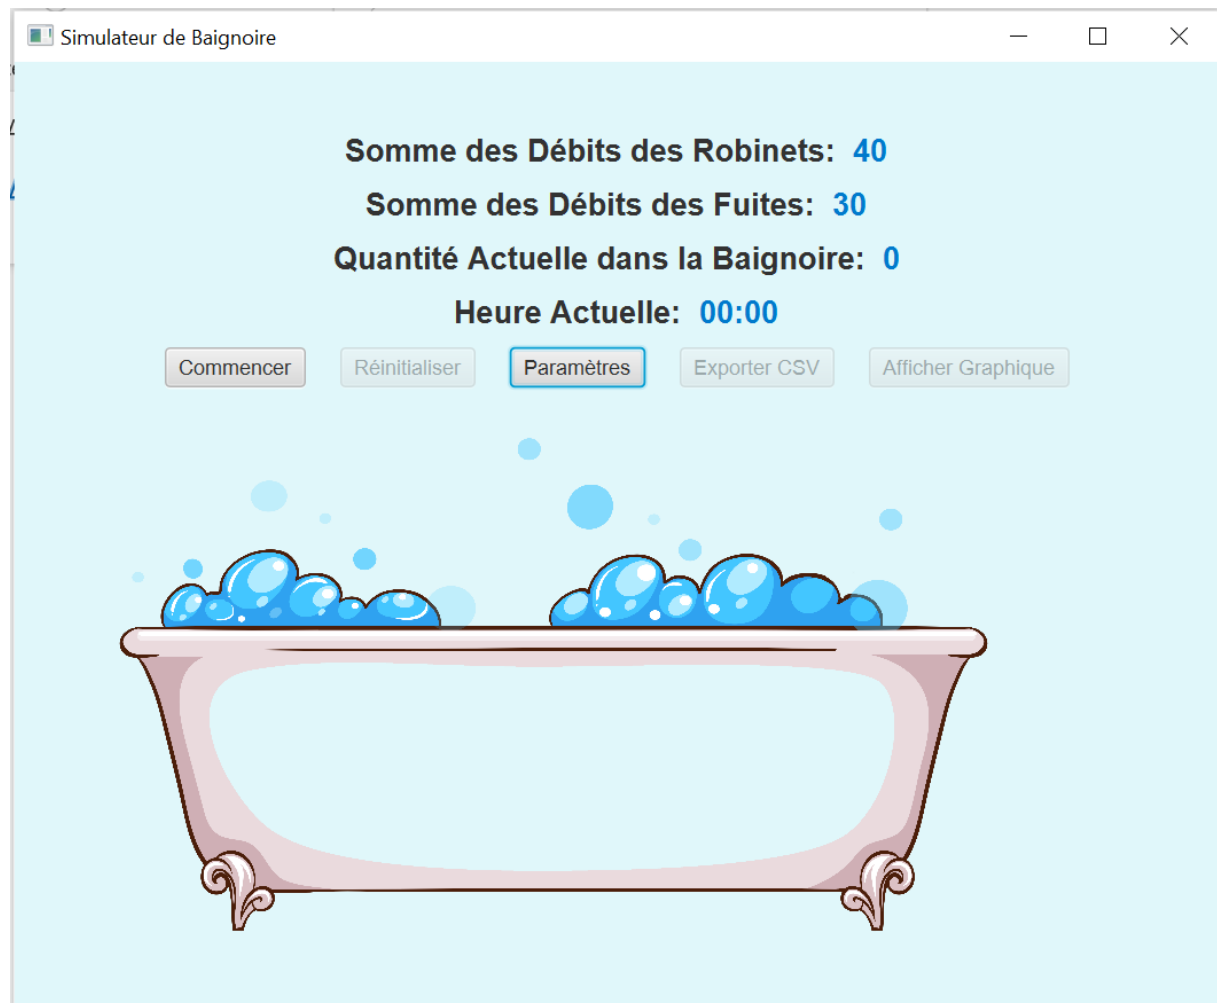 Simulateur de Baignoire
Somme des Débits des Robinets: 40
Somme des Débits des Fuites: 30
Quantité Actuelle dans la Baignoire: 0
Heure Actuelle: 00:00
Commencer Réinitialiser Paramètres Exporter CSV Afficher Graphique